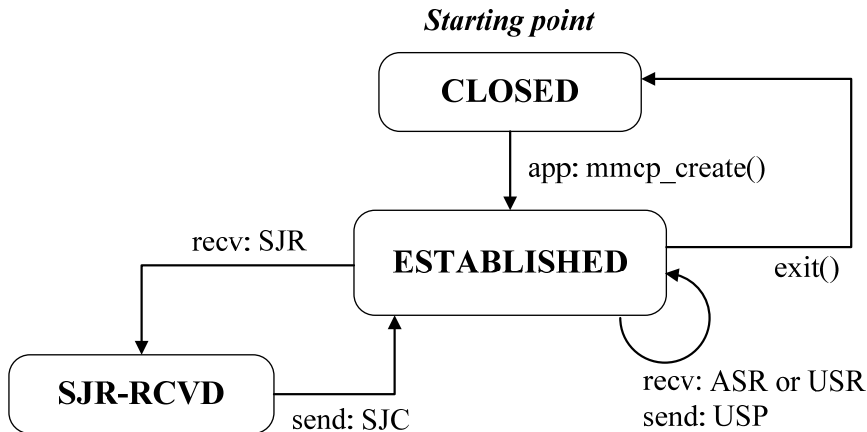 Starting point
CLOSED
app: mmcp_create()
recv: SJR
ESTABLISHED
exit()
SJR-RCVD
send: SJC
recv: ASR or USR
send: USP